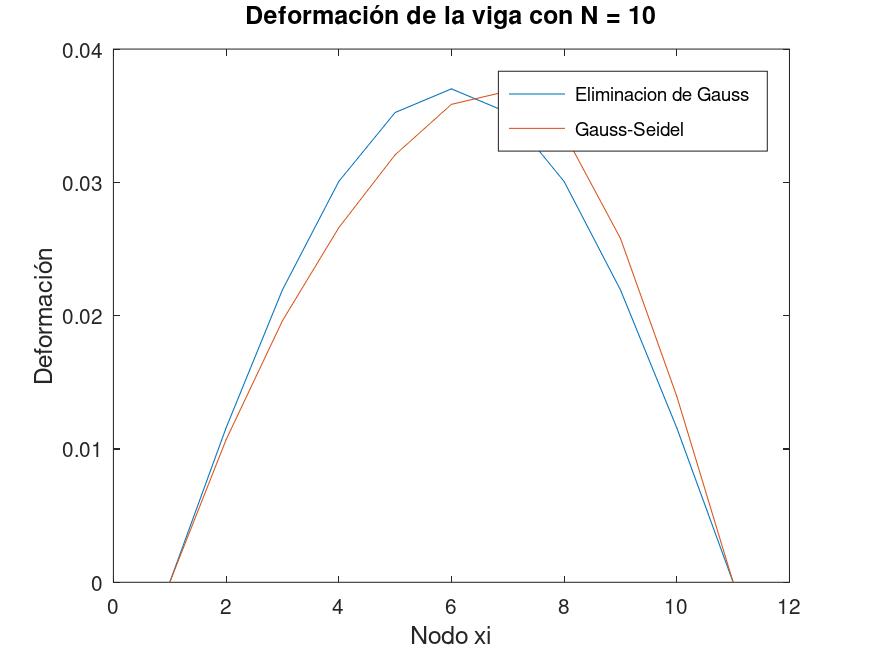 Deformación de la viga con N = 10
0.04
0.03
0.02
0.01
0
Eliminacion de Gauss
Gauss-Seidel
Deformación
0 2 4 6 8 10 12
Nodo xi